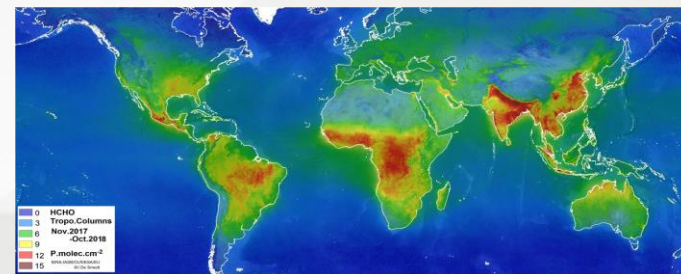 0 HCHO
3 Tropo.Columns
6 Nov.2017
9 -Oct.2018
12 P.molec.cm-2
15